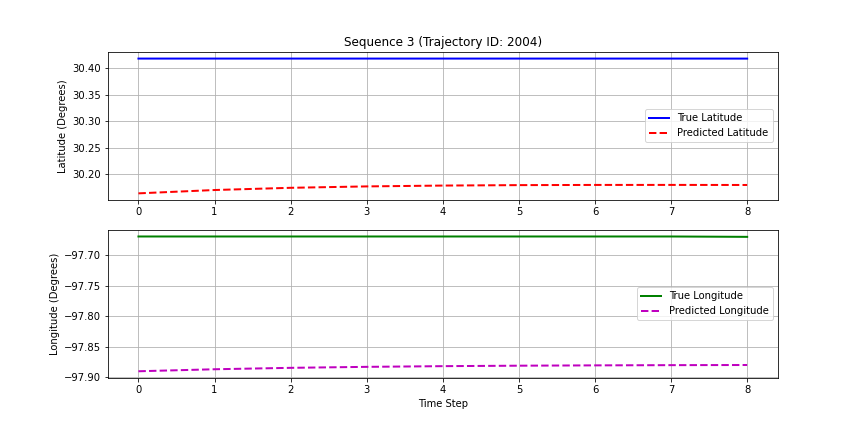 Sequence 3 (Trajectory ID: 2004)
Latitude (Degrees)
30.40
30.35
30.30
30.25
30.20
True Latitude
Predicted Latitude
0 1 2 3 4 5 6 7 8
Longitude (Degrees)
−97.70
−97.75
−97.80
−97.85
−97.90
True Longitude
Predicted Longitude
0 1 2 3 4 5 6 7 8
Time Step